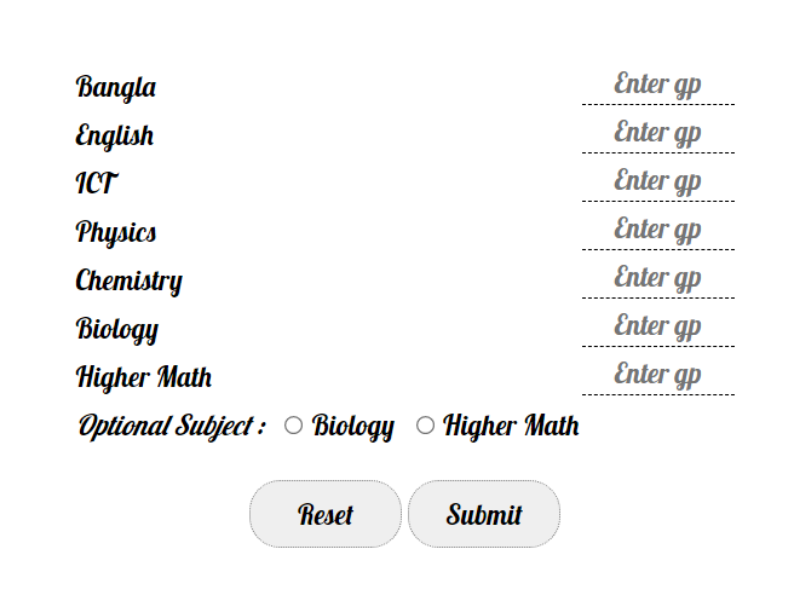 Bangla Enter gp
English Enter gp
ICT Enter gp
Physics Enter gp
Chemistry Enter gp
Biology Enter gp
Higher Math Enter gp
Optional Subject : Biology Higher Math
Reset Submit